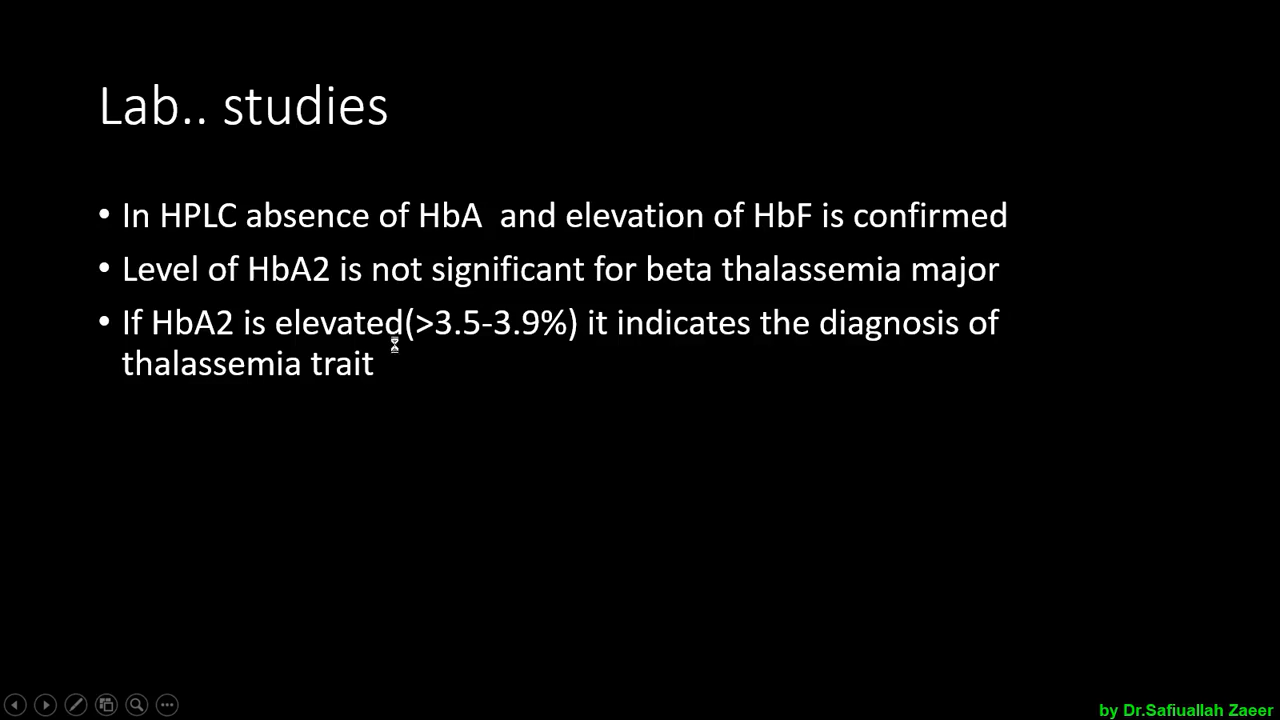 Lab.. studies
• In HPLC absence of HbA  and elevation of HbF is confirmed
• Level of HbA2 is not significant for beta thalassemia major
• If HbA2 is elevated(>3.5-3.9%) it indicates the diagnosis of
thalassemia trait
by Dr.Safiuallah Zaeer